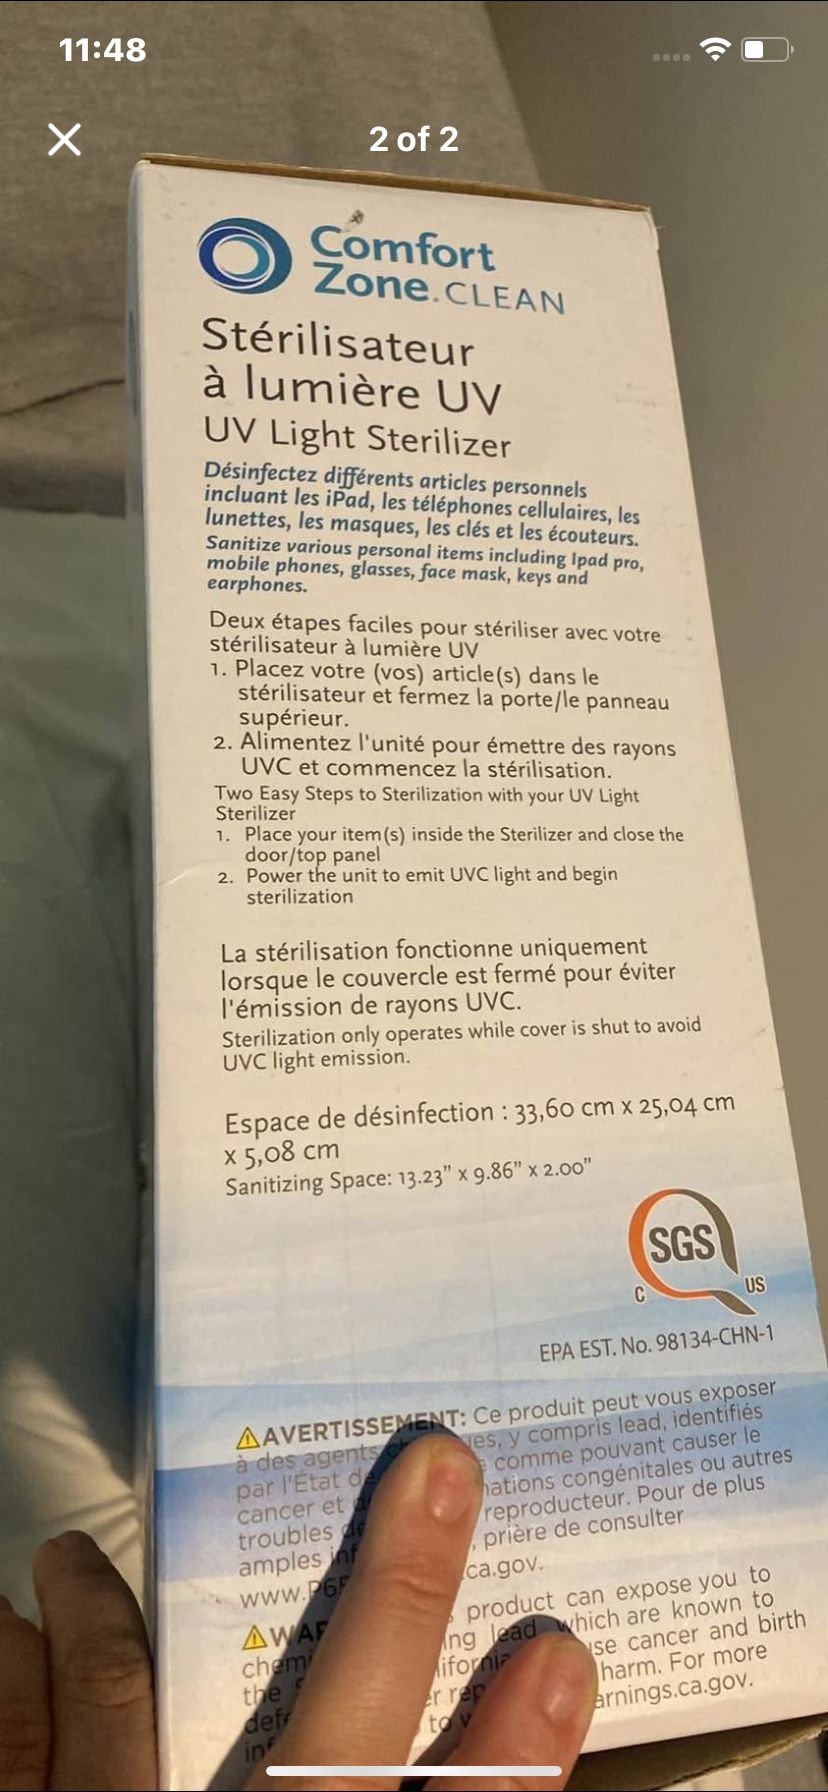 11:48
2 of 2
Comfort
Zone.CLEAN
Stérilisateur
à lumière UV
UV Light Sterilizer
Désinfectez différents articles personnels
incluant les iPad, les téléphones cellulaires, les
lunettes, les masques, les clés et les écouteurs.
Sanitize various personal items including Ipad pro,
mobile phones, glasses, face mask, keys and
earphones.
Deux étapes faciles pour stériliser avec votre
stérilisateur à lumière UV
1. Placez votre (vos) article(s) dans le
stérilisateur et fermez la porte/le panneau
supérieur.
2. Alimentez l'unité pour émettre des rayons
UVC et commencez la stérilisation.
Two Easy Steps to Sterilization with your UV Light
Sterilizer
1. Place your item(s) inside the Sterilizer and close the
door/top panel
2. Power the unit to emit UVC light and begin
sterilization
La stérilisation fonctionne uniquement
lorsque le couvercle est fermé pour éviter
l'émission de rayons UVC.
Sterilization only operates while cover is shut to avoid
UVC light emission.
Espace de désinfection : 33,60 cm x 25,04 cm
x 5,08 cm
Sanitizing Space: 13.23” x 9.86” x 2.00”
SGS
C US
EPA EST. No. 98134-CHN-1
AVERTISSEMENT: Ce produit peut vous exposer
à des agents y compris lead, identifiés
par l'État comme pouvant causer le
cancer et congénitales ou autres
troubles reproducteur. Pour de plus
amples , prière de consulter
www. ca.gov.
product can expose you to
lead which are known to
the cancer and birth
harm. For more
to